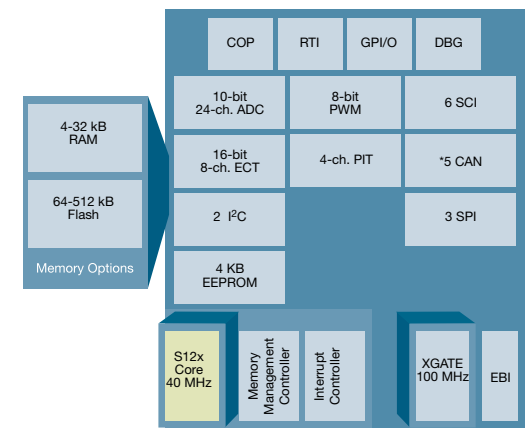 COP
RTI
GPI/O
DBG
10-bit
24-ch. ADC
8-bit
PWM
6 SCI
4-32 kB
RAM
16-bit
8-ch. ECT
4-ch. PIT
*5 CAN
64-512 kB
Flash
2 I²C
3 SPI
Memory Options
4 KB
EEPROM
S12x
Core
40 MHz
Memory
Management
Controller
Interrupt
Controller
XGATE
100 MHz
EBI